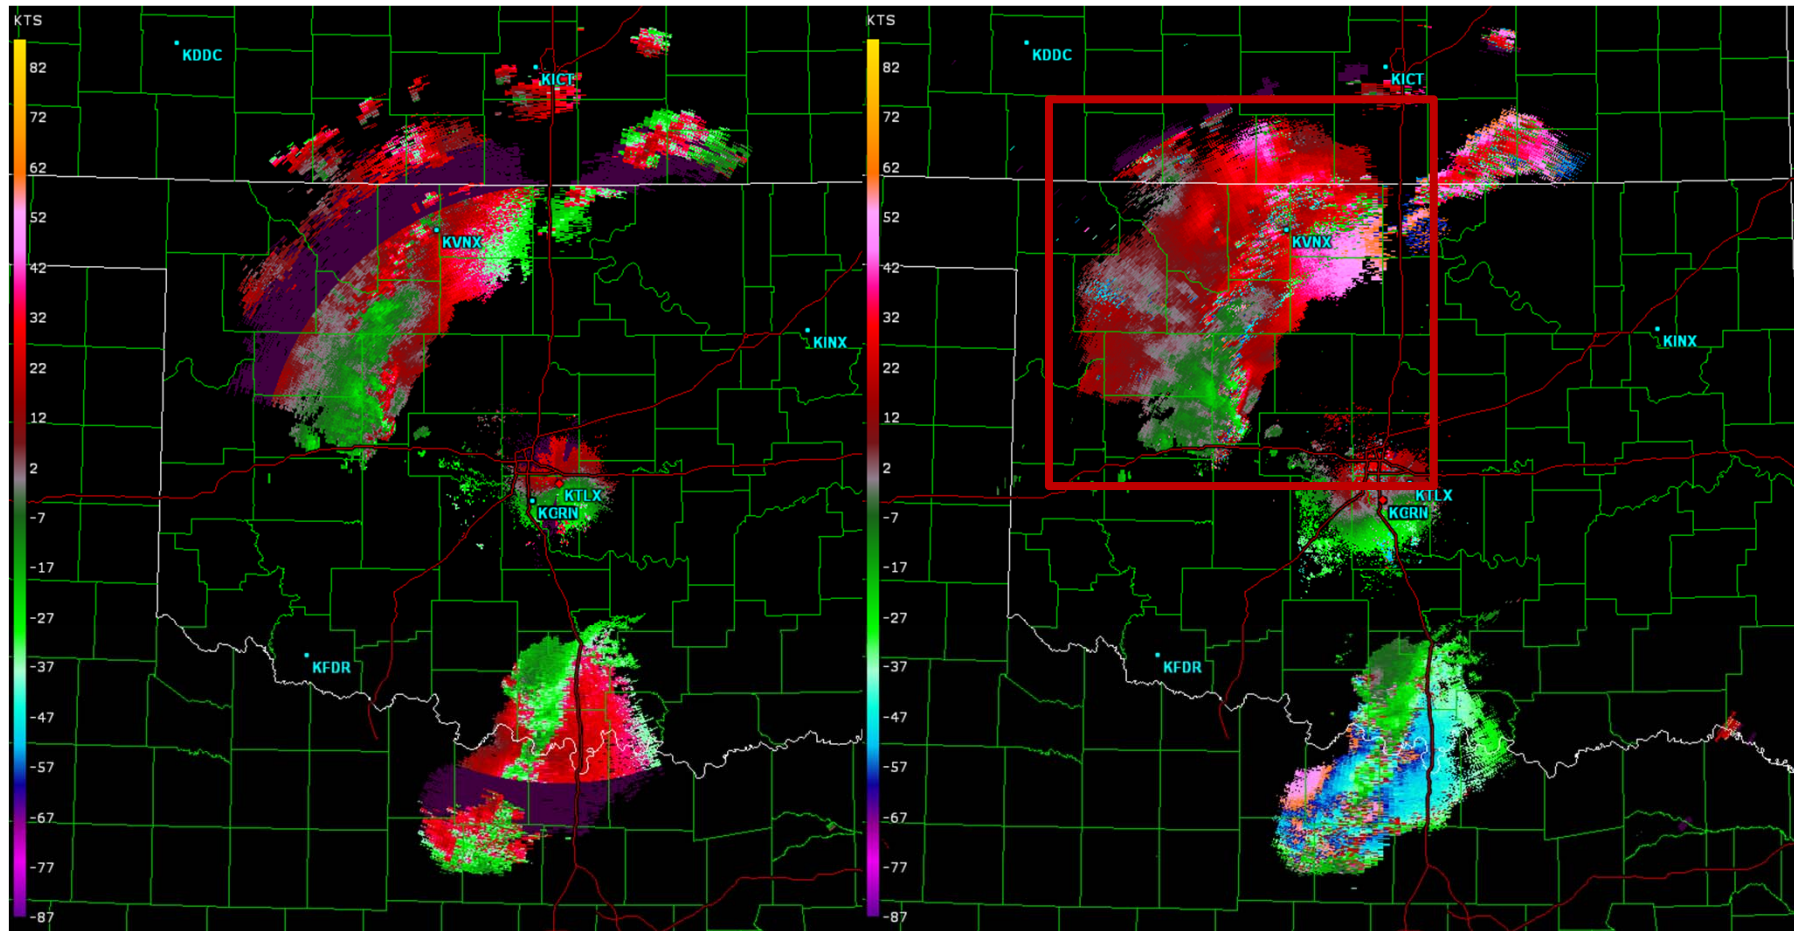 KTS
82
72
62
52
42
32
22
12
2
-7
-17
-27
-37
-47
-57
-67
-77
-87
KDDC
KICT
KVNX
KINX
KTLX
KCRN
KFDR
KTS
82
72
62
52
42
32
22
12
2
-7
-17
-27
-37
-47
-57
-67
-77
-87
KDDC
KICT
KVNX
KINX
KTLX
KCRN
KFDR